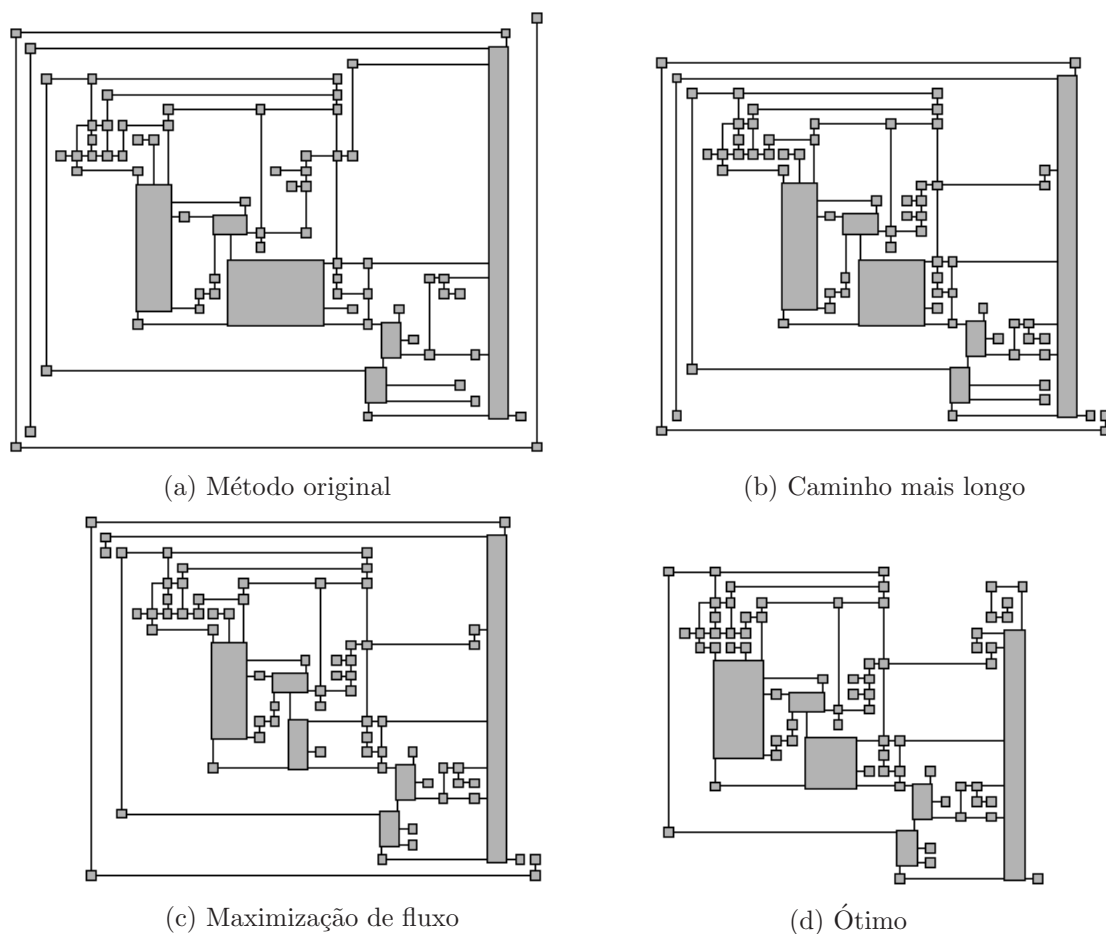 (a) Método original
(b) Caminho mais longo
(c) Maximização de fluxo
(d) Ótimo